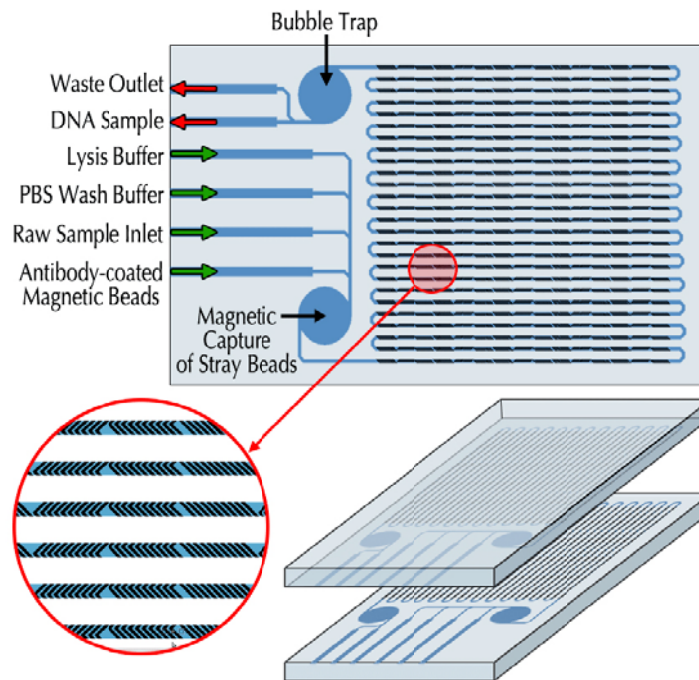 Bubble Trap
Waste Outlet
DNA Sample
Lysis Buffer
PBS Wash Buffer
Raw Sample Inlet
Antibody-coated
Magnetic Beads
Magnetic
Capture
of Stray Beads